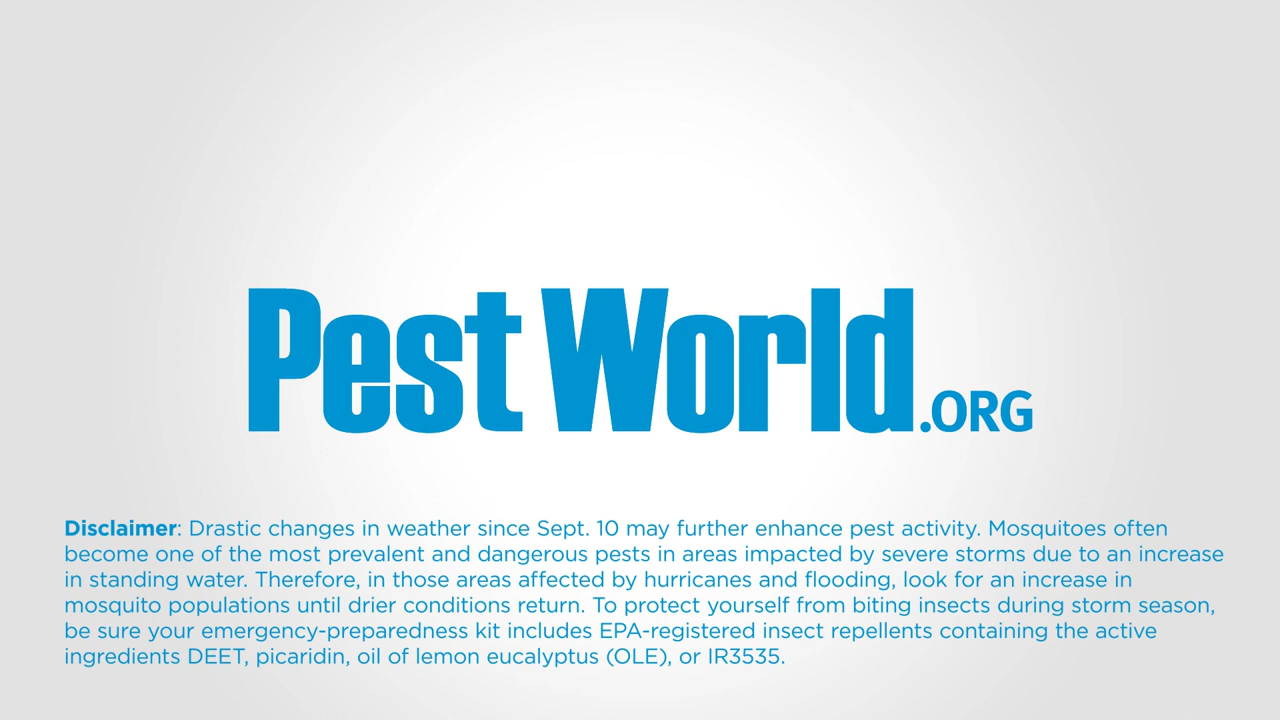 Pest World.ORG
Disclaimer: Drastic changes in weather since Sept. 10 may further enhance pest activity. Mosquitoes often
become one of the most prevalent and dangerous pests in areas impacted by severe storms due to an increase
in standing water. Therefore, in those areas affected by hurricanes and flooding, look for an increase in
mosquito populations until drier conditions return. To protect yourself from biting insects during storm season,
be sure your emergency-preparedness kit includes EPA-registered insect repellents containing the active
ingredients DEET, picaridin, oil of lemon eucalyptus (OLE), or IR3535.